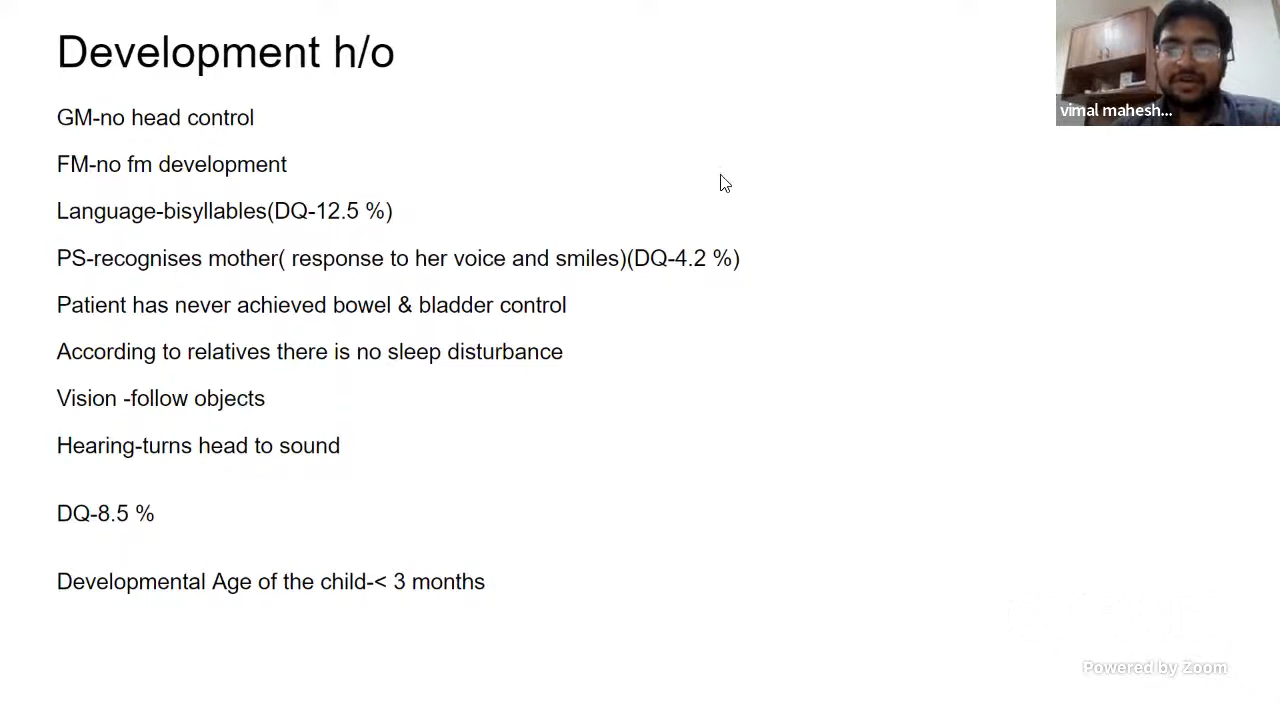 Development h/o
vimal mahesh...
GM-no head control
FM-no fm development
Language-bisyllables(DQ-12.5 %)
PS-recognises mother( response to her voice and smiles)(DQ-4.2 %)
Patient has never achieved bowel & bladder control
According to relatives there is no sleep disturbance
Vision -follow objects
Hearing-turns head to sound
DQ-8.5 %
Developmental Age of the child-< 3 months
Powered by Zoom